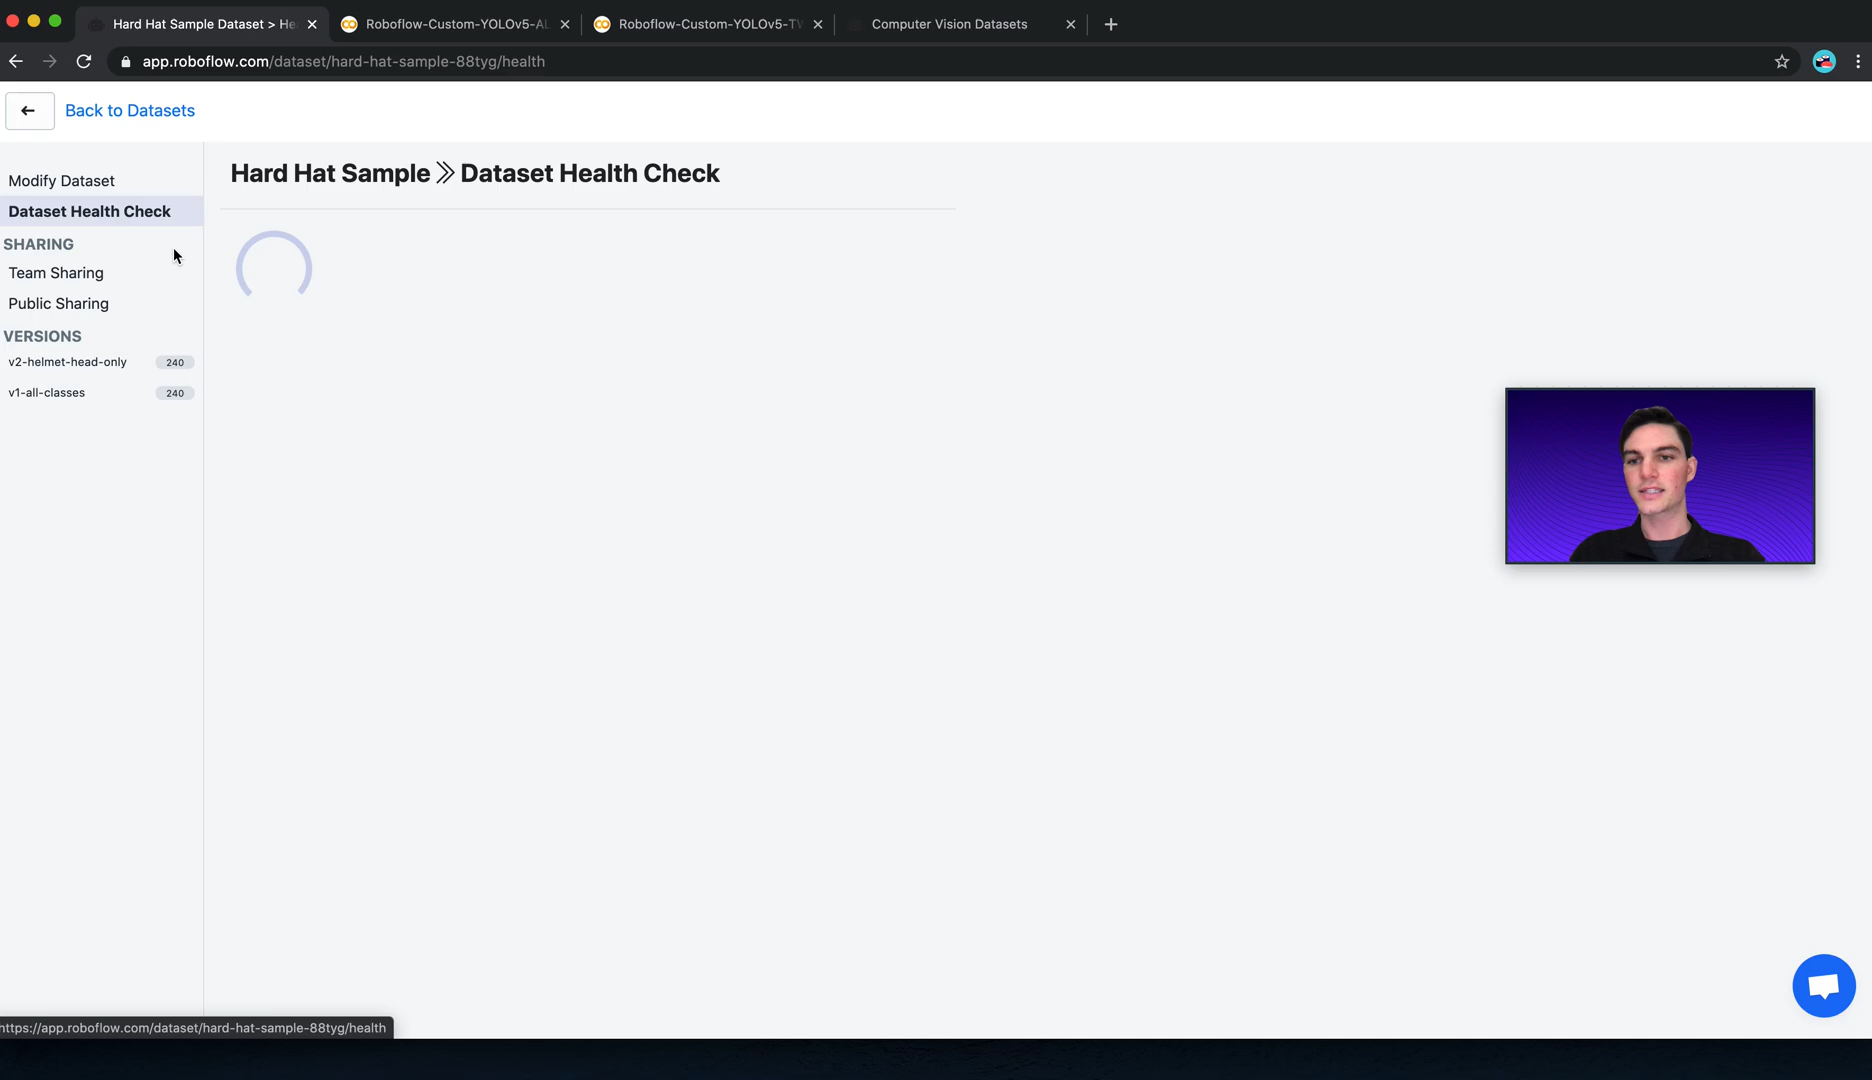 Hard Hat Sample Dataset > He
Roboflow-Custom-YOLOv5-AL
Roboflow-Custom-YOLOv5-TW
Computer Vision Datasets
app.roboflow.com/dataset/hard-hat-sample-88tyg/health
Back to Datasets
Modify Dataset
Dataset Health Check
SHARING
Team Sharing
Public Sharing
VERSIONS
v2-helmet-head-only 240
v1-all-classes 240
Hard Hat Sample >> Dataset Health Check
https://app.roboflow.com/dataset/hard-hat-sample-88tyg/health